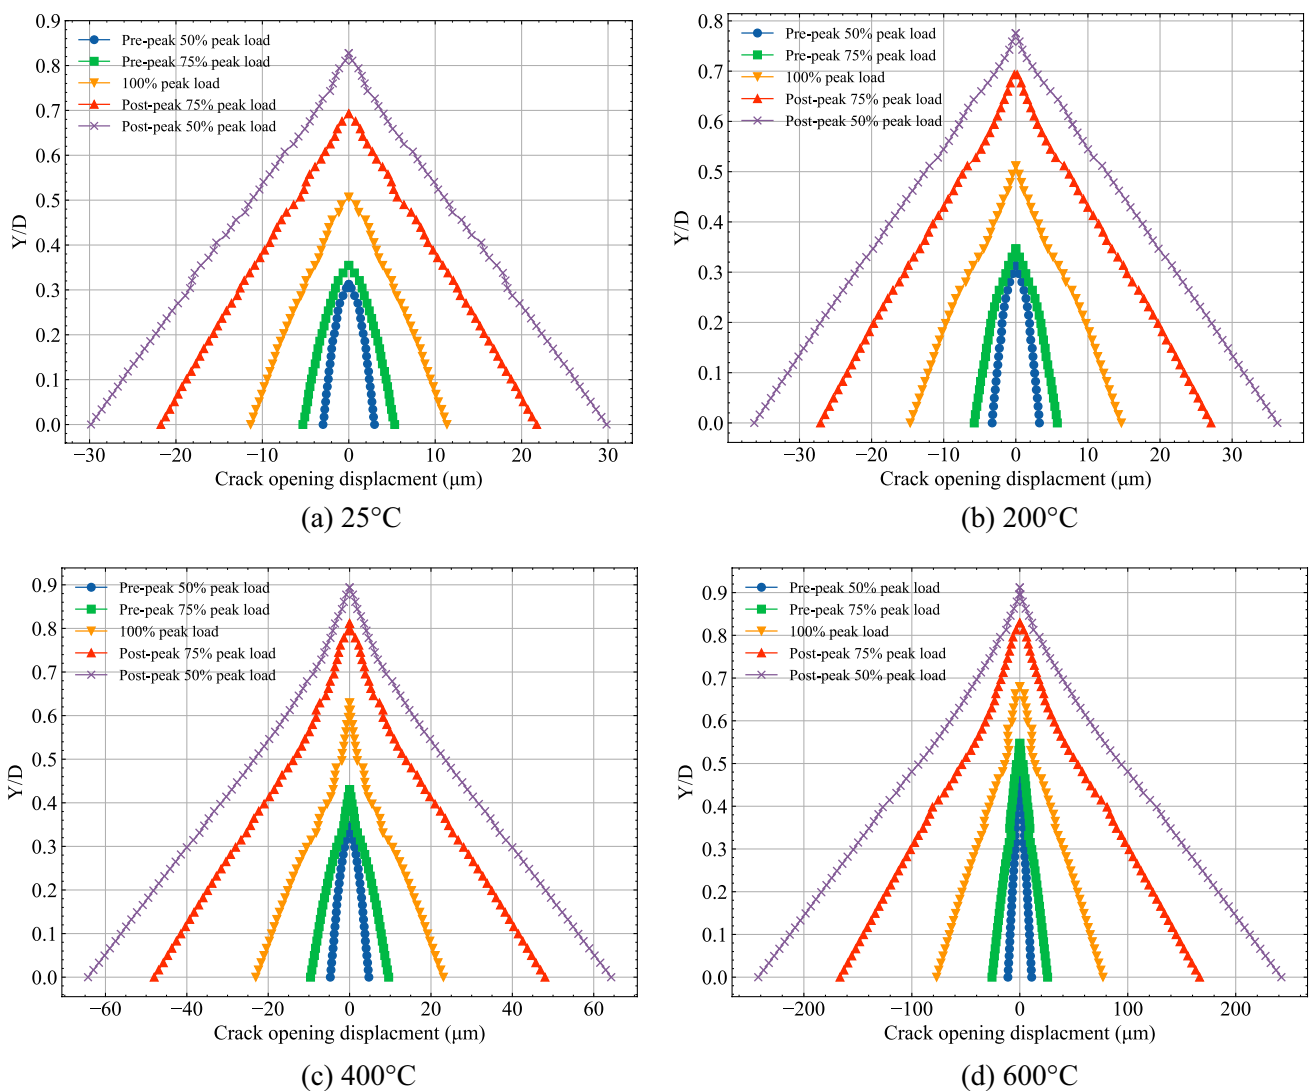 0.9
0.8
0.7
0.6
0.5
0.4
0.3
0.2
0.1
0.0
Y/D
Pre-peak 50% peak load
Pre-peak 75% peak load
100% peak load
Post-peak 75% peak load
Post-peak 50% peak load
−30 −20 −10 0 10 20 30
Crack opening displacment (μm)
(a) 25°C
0.8
0.7
0.6
0.5
0.4
0.3
0.2
0.1
0.0
Y/D
Pre-peak 50% peak load
Pre-peak 75% peak load
100% peak load
Post-peak 75% peak load
Post-peak 50% peak load
−30 −20 −10 0 10 20 30
Crack opening displacment (μm)
(b) 200°C
0.9
0.8
0.7
0.6
0.5
0.4
0.3
0.2
0.1
0.0
Y/D
Pre-peak 50% peak load
Pre-peak 75% peak load
100% peak load
Post-peak 75% peak load
Post-peak 50% peak load
−60 −40 −20 0 20 40 60
Crack opening displacment (μm)
(c) 400°C
0.9
0.8
0.7
0.6
0.5
0.4
0.3
0.2
0.1
0.0
Y/D
Pre-peak 50% peak load
Pre-peak 75% peak load
100% peak load
Post-peak 75% peak load
Post-peak 50% peak load
−200 −100 0 100 200
Crack opening displacment (μm)
(d) 600°C